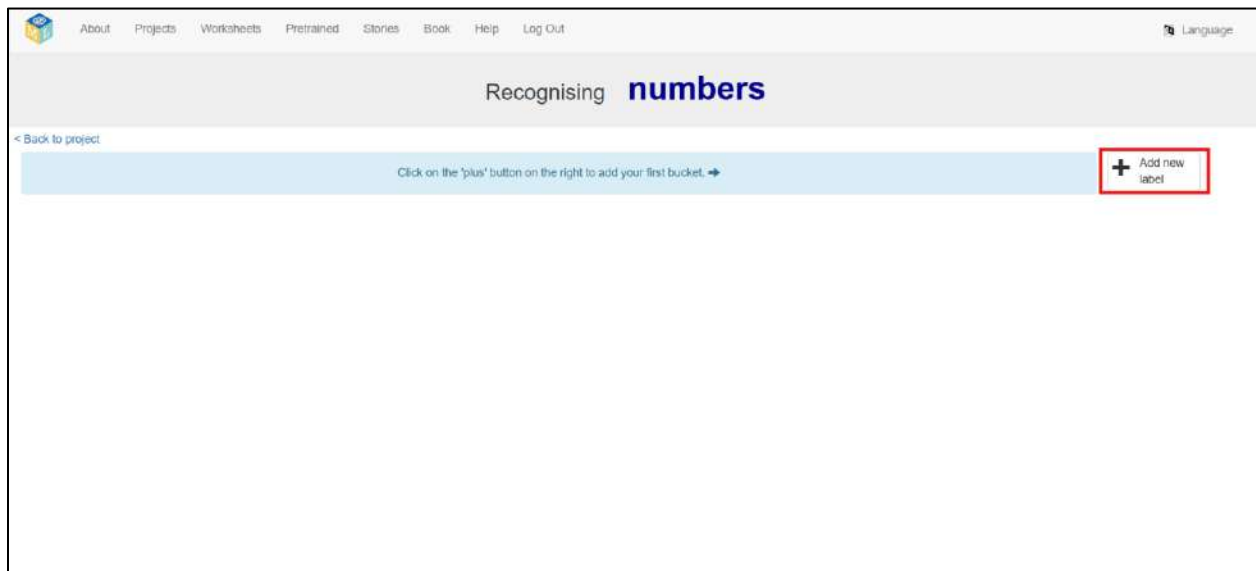 About Projects Worksheets Pretrained Stories Book Help Log Out Language
Recognising numbers
< Back to project
Click on the 'plus' button on the right to add your first bucket.
Add new
label